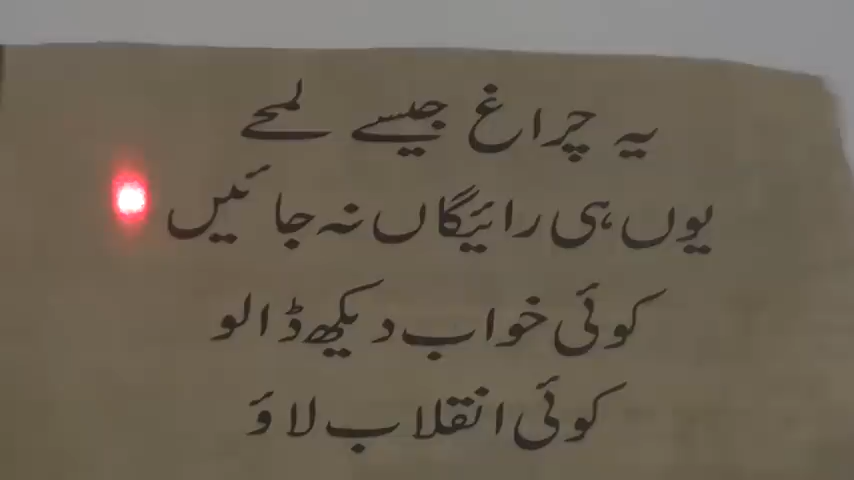 یہ چراغ جیسے لمحے
یوں ہی رائیگاں نہ جائیں
کوئی خواب دیکھ ڈالو
کوئی انقلاب لاؤ